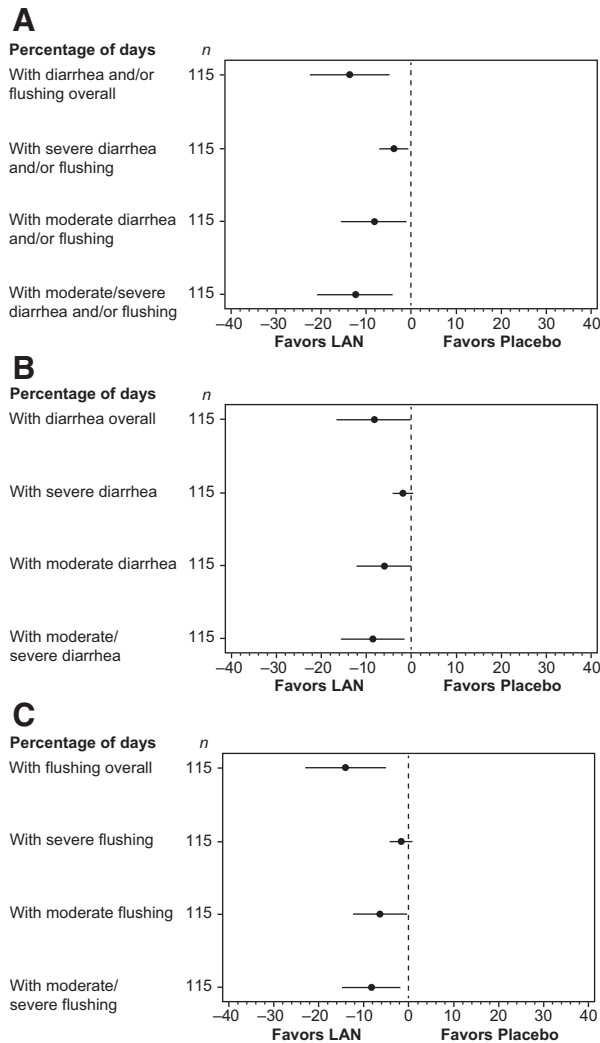 A
Percentage of days n
With diarrhea and/or
flushing overall 115
With severe diarrhea
and/or flushing 115
With moderate diarrhea
and/or flushing 115
With moderate/severe
diarrhea and/or flushing 115
–40 –30 –20 –10 0 10 20 30 40
Favors LAN Favors Placebo
B
Percentage of days n
With diarrhea overall 115
With severe diarrhea 115
With moderate diarrhea 115
With moderate/
severe diarrhea 115
–40 –30 –20 –10 0 10 20 30 40
Favors LAN Favors Placebo
C
Percentage of days n
With flushing overall 115
With severe flushing 115
With moderate flushing 115
With moderate/
severe flushing 115
–40 –30 –20 –10 0 10 20 30 40
Favors LAN Favors Placebo